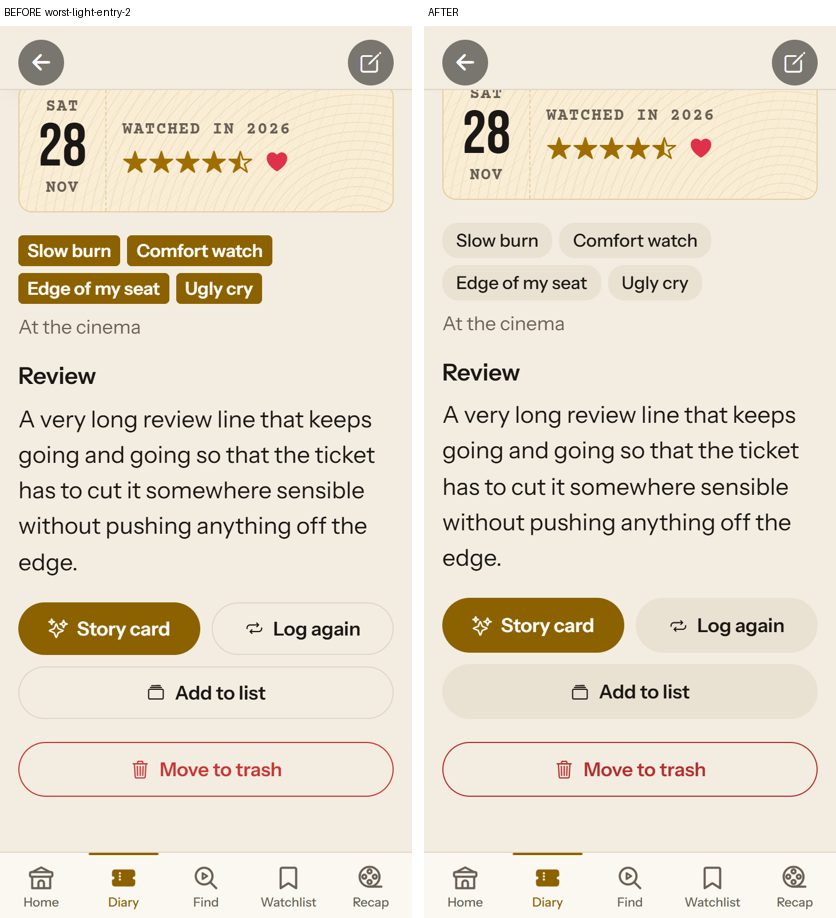 BEFORE worst-light-entry-2
SAT
28
NOV
WATCHED IN 2026
Slow burn
Comfort watch
Edge of my seat
Ugly cry
At the cinema
Review
A very long review line that keeps
going and going so that the ticket
has to cut it somewhere sensible
without pushing anything off the
edge.
Story card
Log again
Add to list
Move to trash
Home
Diary
Find
Watchlist
Recap
AFTER
SAT
28
NOV
WATCHED IN 2026
Slow burn
Comfort watch
Edge of my seat
Ugly cry
At the cinema
Review
A very long review line that keeps
going and going so that the ticket
has to cut it somewhere sensible
without pushing anything off the
edge.
Story card
Log again
Add to list
Move to trash
Home
Diary
Find
Watchlist
Recap